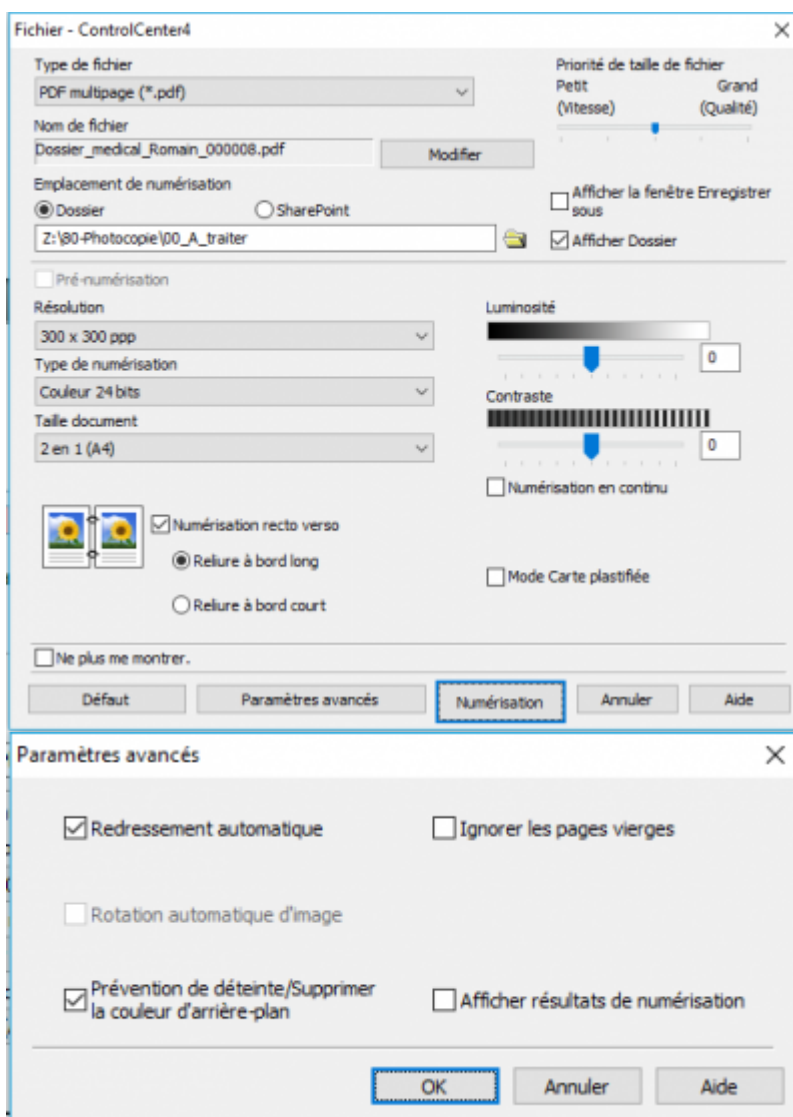 Fichier - ControlCenter4
Type de fichier
PDF multipage (*.pdf)
Priorité de taille de fichier
Petit Grand
(Vitesse) (Qualité)
Nom de fichier
Dossier_medical_Romain_000008.pdf
Modifier
Emplacement de numérisation
Dossier
SharePoint
Afficher la fenêtre Enregistrer
sous
Z:\80-Photocopie\00_A_traiter
Afficher Dossier
Pré-numérisation
Résolution
300 x 300 ppp
Type de numérisation
Couleur 24 bits
Taille document
2 en 1 (A4)
Luminosité
0
Contraste
0
Numérisation en continu
Numérisation recto verso
Reliure à bord long
Reliure à bord court
Mode Carte plastifiée
Ne plus me montrer.
Défaut
Paramètres avancés
Numérisation
Annuler
Aide
Paramètres avancés
Redressement automatique
Ignorer les pages vierges
Rotation automatique d'image
Prévention de déteinte/Supprimer
la couleur d'arrière-plan
Afficher résultats de numérisation
OK
Annuler
Aide